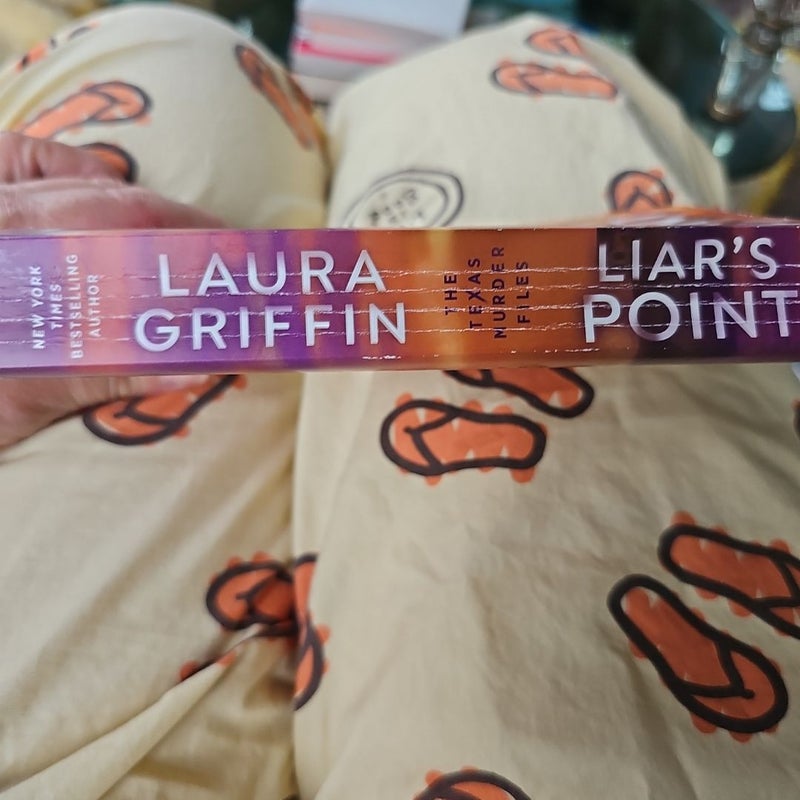 NEW YORK
TIMES
BESTSELLING
AUTHOR
LAURA
GRIFFIN
THE
TEXAS
MURDER
FILES
LIAR'S
POINT